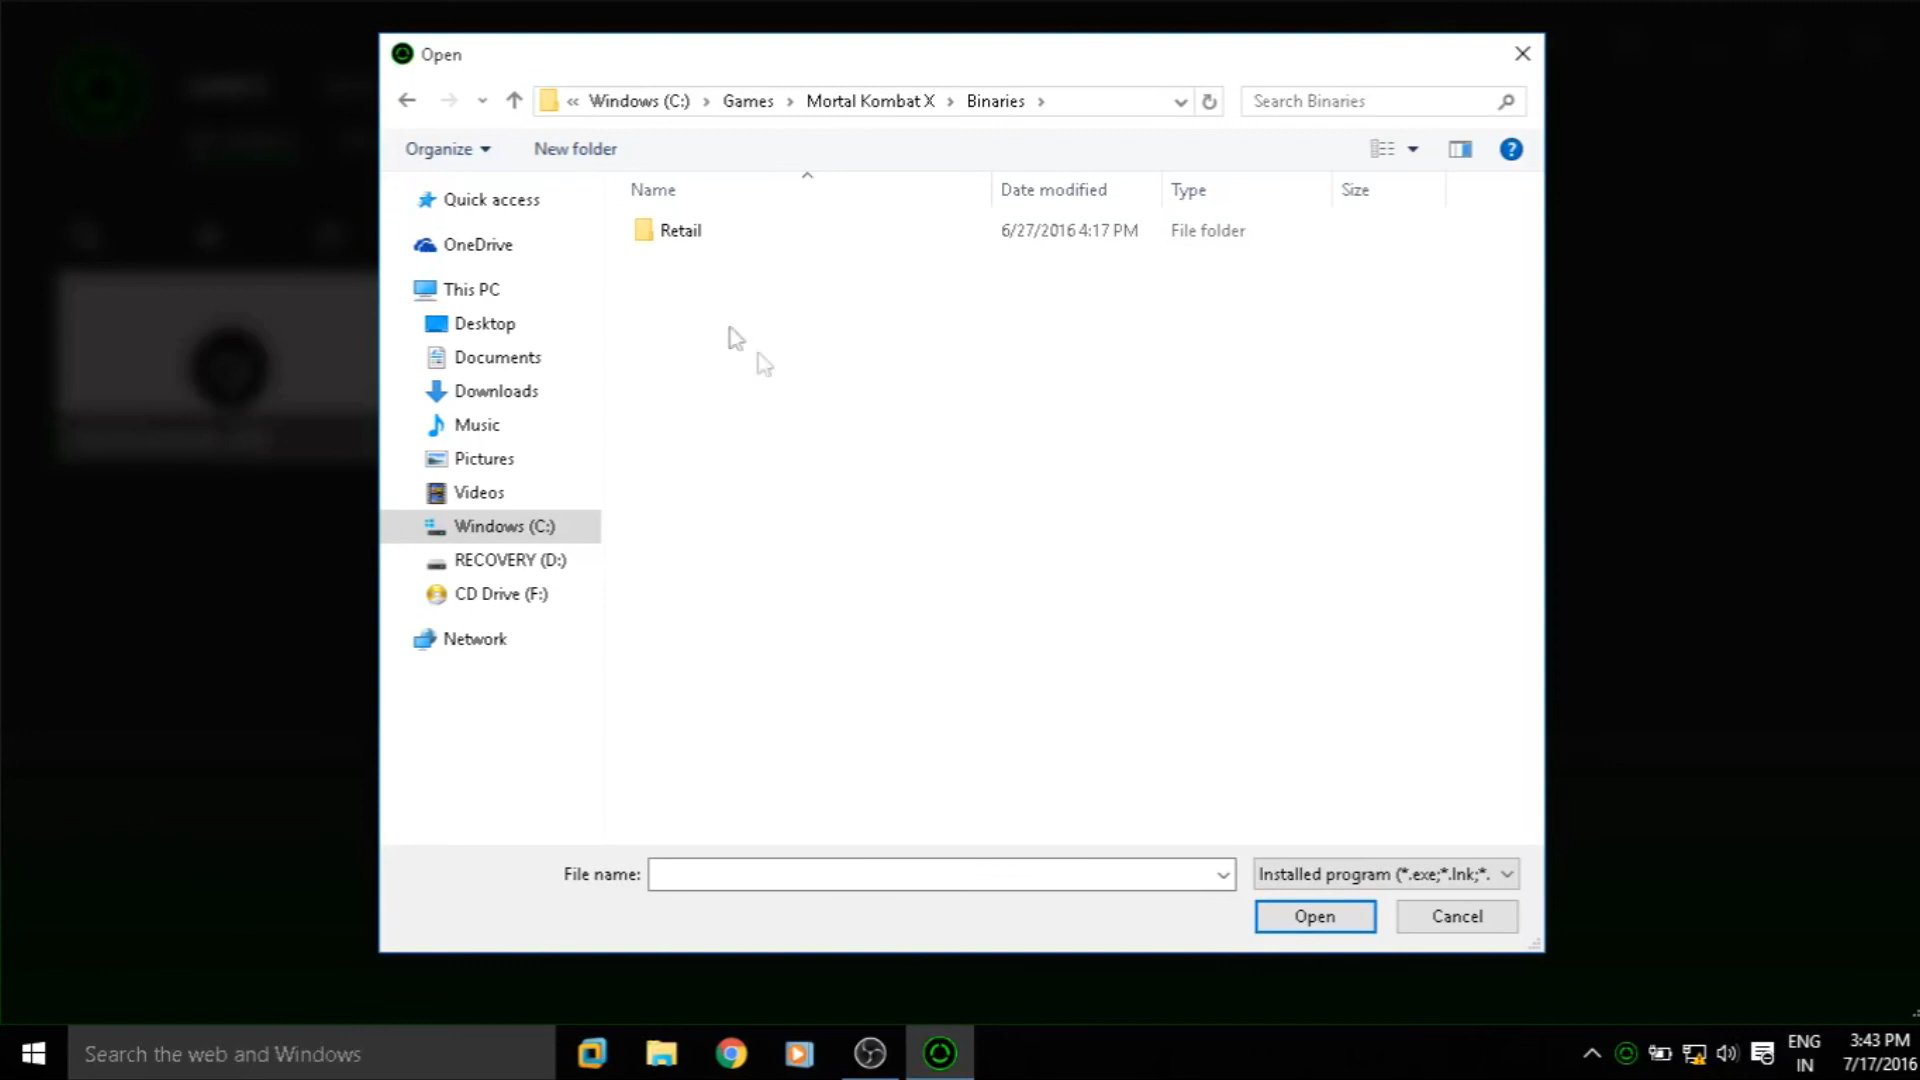 Open
« Windows (C:) › Games › Mortal Kombat X › Binaries ›
Search Binaries
Organize
New folder
Name
Date modified
Type
Size
Retail
6/27/2016 4:17 PM
File folder
Quick access
OneDrive
This PC
Desktop
Documents
Downloads
Music
Pictures
Videos
Windows (C:)
RECOVERY (D:)
CD Drive (F:)
Network
File name:
Installed program (*.exe;*.lnk;*.
Open
Cancel
Search the web and Windows
ENG
IN
3:43 PM
7/17/2016